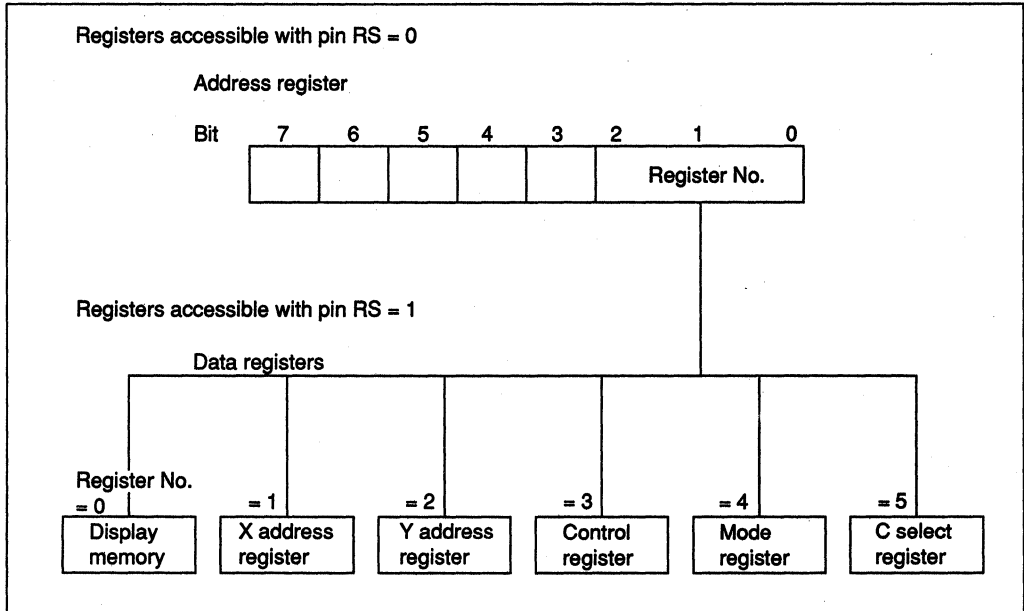 Registers accessible with pin RS = 0
Address register
Bit 7 6 5 4 3 2 1 0
Register No.
Registers accessible with pin RS = 1
Data registers
Register No.
= 0 = 1 = 2 = 3 = 4 = 5
Display memory
X address register
Y address register
Control register
Mode register
C select register